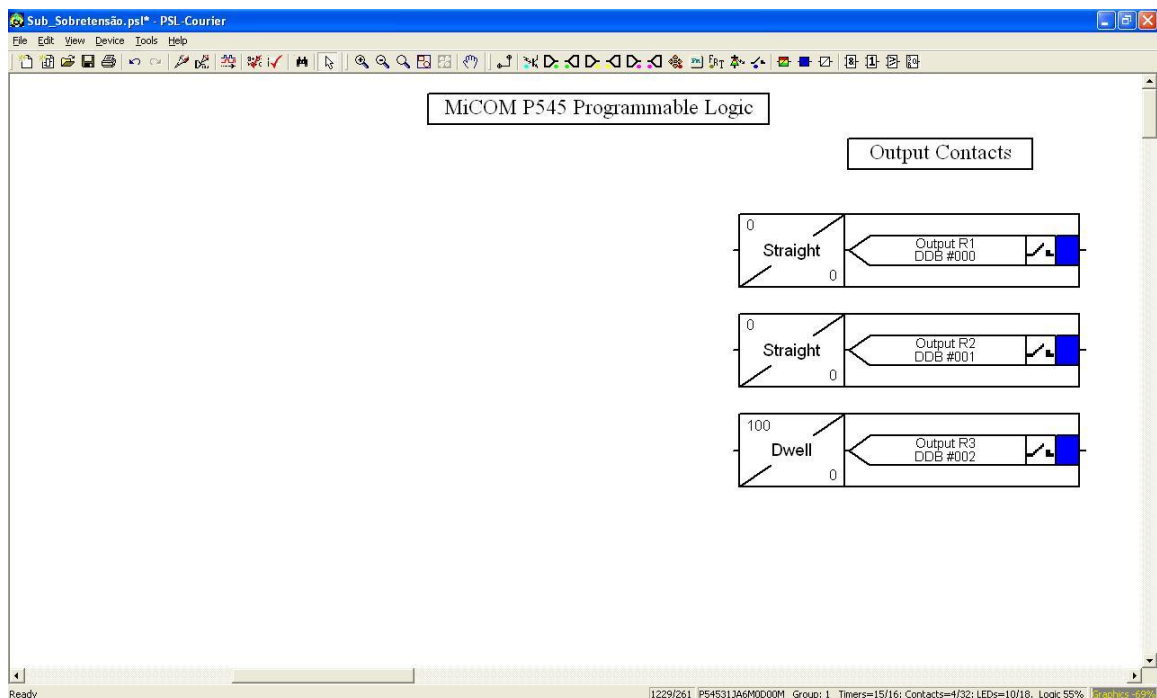 Sub_Sobretensão.psl* - PSL-Courier
File Edit View Device Tools Help
MiCOM P545 Programmable Logic
Output Contacts
0
Straight
0
Output R1
DDB #000
0
Straight
0
Output R2
DDB #001
100
Dwell
0
Output R3
DDB #002
Ready
1229/261 P54531JA6M0D00M Group: 1 Timers=15/16; Contacts=4/32; LEDs=10/18, Logic 55% Graphics -69%